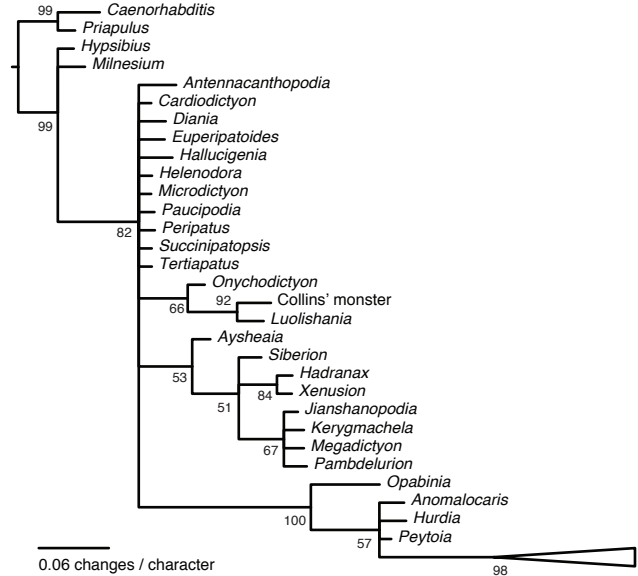 99
Caenorhabditis
Priapulus
Hypsibius
Milnesium
99
Antennacanthopodia
Cardiodictyon
Diania
Euperipatoides
Hallucigenia
Helenodora
Microdictyon
Paucipodia
Peripatus
82
Succinipatopsis
Tertiapatus
Onychodictyon
92
Collins’ monster
66
Luolishania
Aysheaia
Siberion
53
Hadranax
84
Xenusion
51
Jianshanopodia
Kerygmachela
67
Megadictyon
Pambdelurion
Opabinia
Anomalocaris
100
Hurdia
Peytoia
57
98
0.06 changes / character